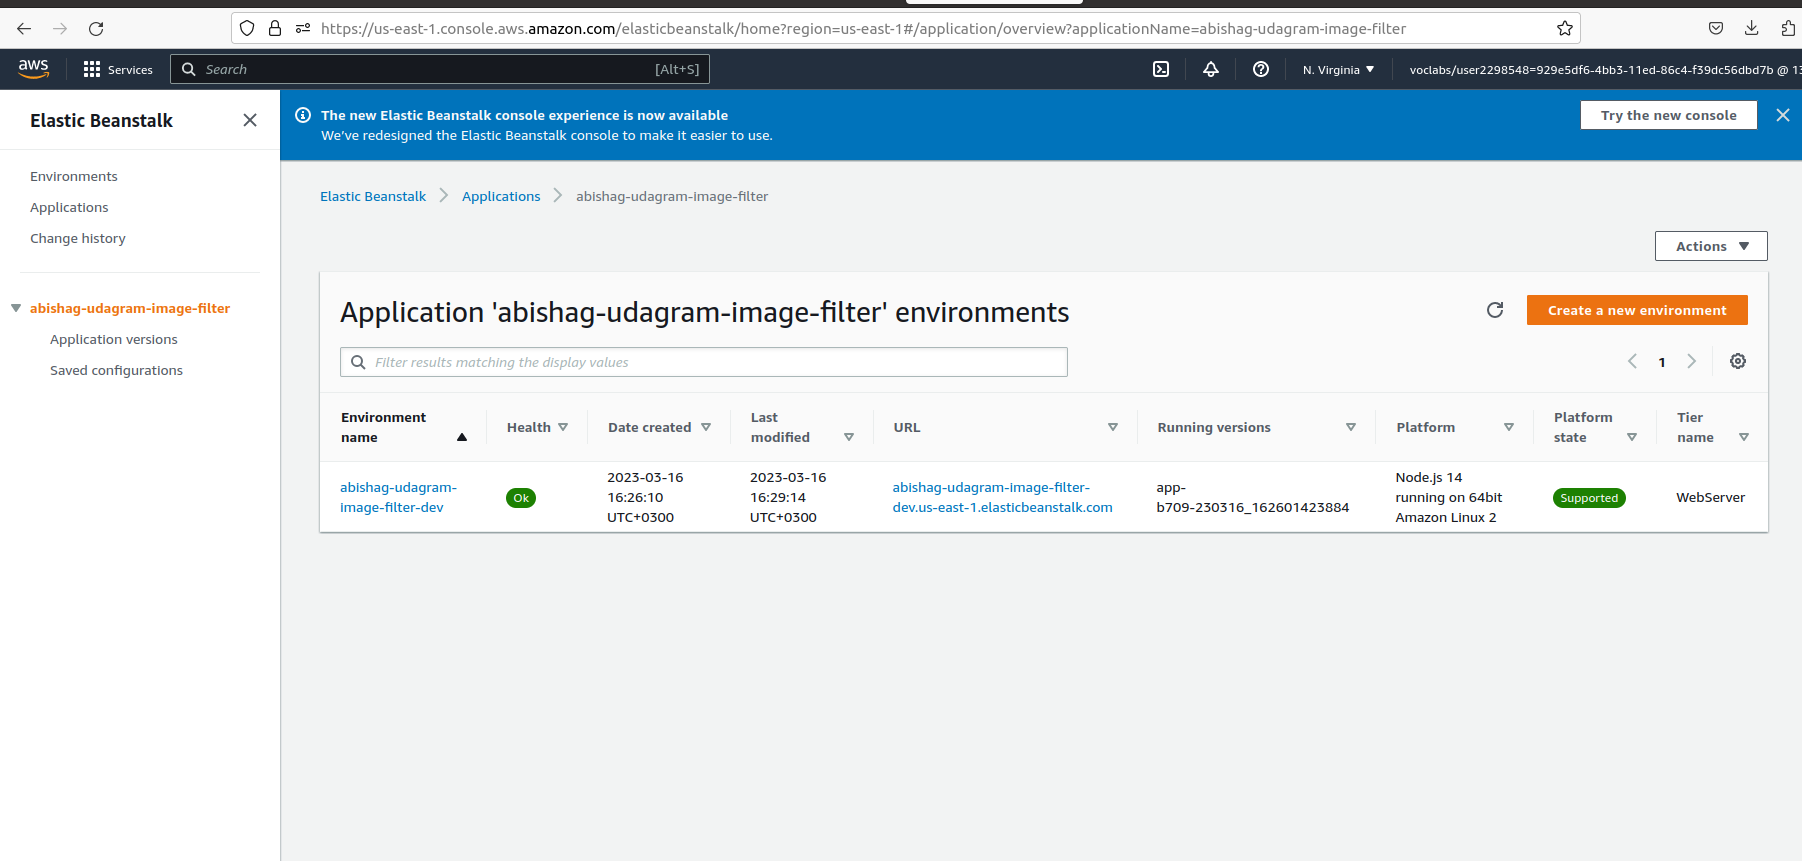 https://us-east-1.console.aws.amazon.com/elasticbeanstalk/home?region=us-east-1#/application/overview?applicationName=abishag-udagram-image-filter
aws
Services
Search
[Alt+S]
N. Virginia
voclabs/user2298548=929e5df6-4bb3-11ed-86c4-f39dc56dbd7b @ 13
Elastic Beanstalk
Environments
Applications
Change history
abishag-udagram-image-filter
Application versions
Saved configurations
The new Elastic Beanstalk console experience is now available
We've redesigned the Elastic Beanstalk console to make it easier to use.
Try the new console
Elastic Beanstalk
Applications
abishag-udagram-image-filter
Actions
Application 'abishag-udagram-image-filter' environments
Create a new environment
Filter results matching the display values
1
Environment
name
Health
Date created
Last
modified
URL
Running versions
Platform
Platform
state
Tier
name
abishag-udagram-
image-filter-dev
Ok
2023-03-16
16:26:10
UTC+0300
2023-03-16
16:29:14
UTC+0300
abishag-udagram-image-filter-
dev.us-east-1.elasticbeanstalk.com
app-
b709-230316_162601423884
Node.js 14
running on 64bit
Amazon Linux 2
Supported
WebServer